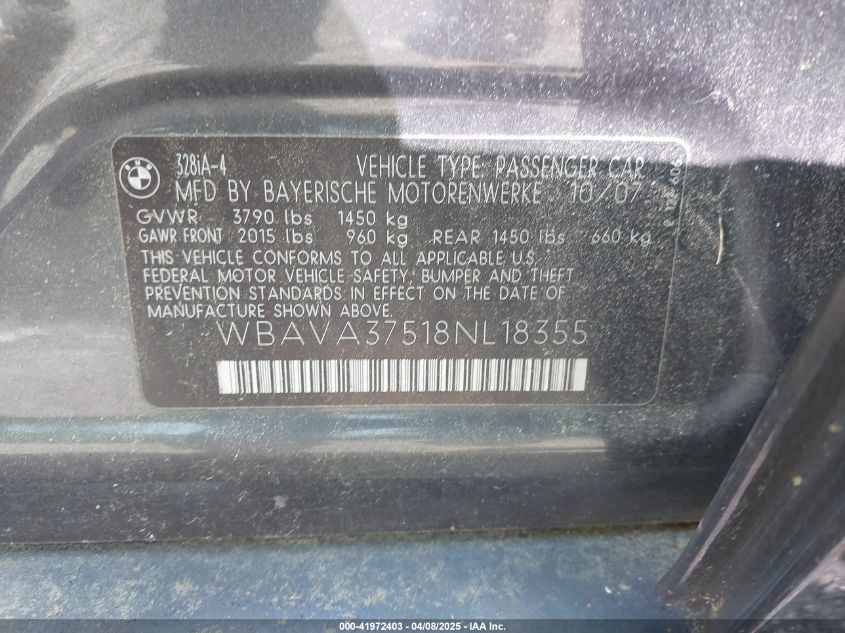 BMW
328iA-4 VEHICLE TYPE: PASSENGER CAR
MFD BY BAYERISCHE MOTORENWERKE 10/07
GVWR 3790 lbs 1450 kg
GAWR FRONT 2015 lbs 960 kg REAR 1450 lbs 660 kg
THIS VEHICLE CONFORMS TO ALL APPLICABLE U.S.
FEDERAL MOTOR VEHICLE SAFETY, BUMPER AND THEFT
PREVENTION STANDARDS IN EFFECT ON THE DATE OF
MANUFACTURE SHOWN ABOVE.
WBAVA37518NL18355
000-41972403 / 04/08/2025 - IAA Inc.